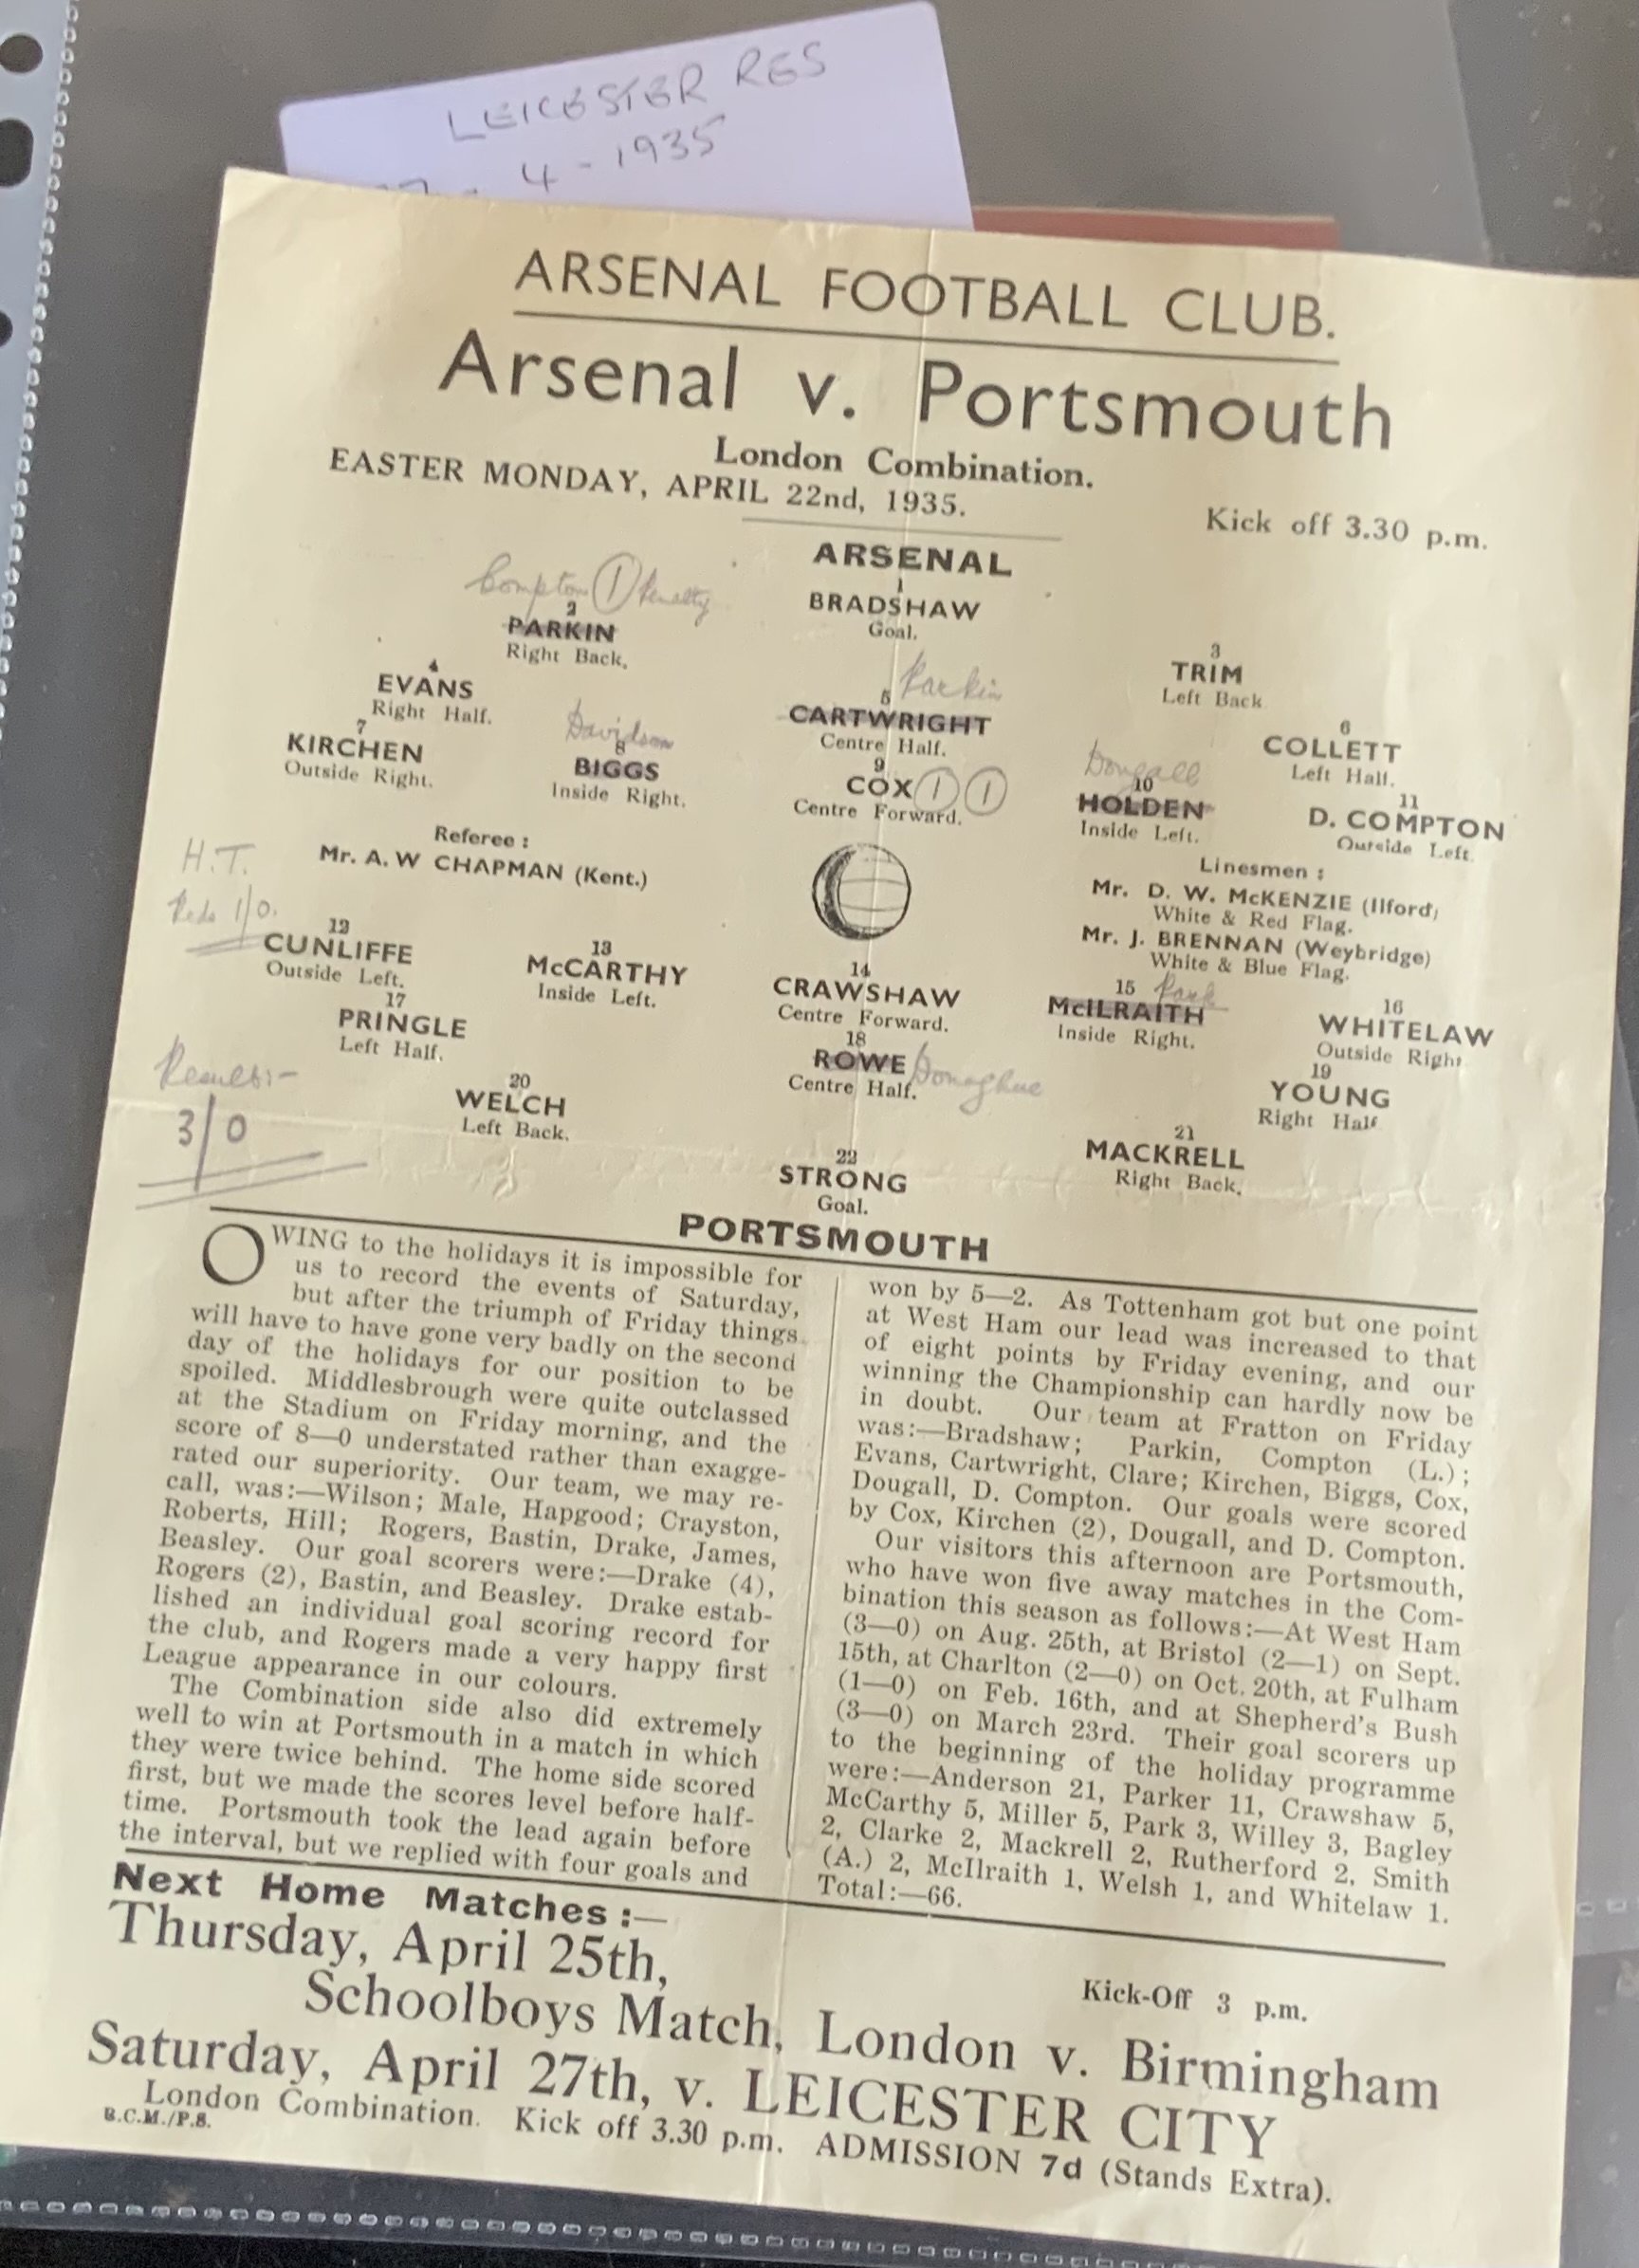 LEICESTER RES
4 - 1935
ARSENAL FOOTBALL CLUB.
Arsenal v. Portsmouth
London Combination.
EASTER MONDAY, APRIL 22nd, 1935.
Kick off 3.30 p.m.
ARSENAL
1
BRADSHAW
Goal.
Compton 1 Penalty
2
PARKIN
Right Back.
3
TRIM
Left Back
4
EVANS
Right Half.
Parkin
5
CARTWRIGHT
Centre Half.
6
COLLETT
Left Half.
7
KIRCHEN
Outside Right.
Davidson
8
BIGGS
Inside Right.
9
COX 1 1
Centre Forward.
Dougall
10
HOLDEN
Inside Left.
11
D. COMPTON
Outside Left.
Referee :
Mr. A. W CHAPMAN (Kent.)
Linesmen :
Mr. D. W. McKENZIE (Ilford)
White & Red Flag.
Mr. J. BRENNAN (Weybridge)
White & Blue Flag.
H.T.
Reds 1/0.
12
CUNLIFFE
Outside Left.
13
McCARTHY
Inside Left.
14
CRAWSHAW
Centre Forward.
15 Park
McILRAITH
Inside Right.
16
WHITELAW
Outside Right
17
PRINGLE
Left Half.
18
ROWE Donoghue
Centre Half.
19
YOUNG
Right Half
Result:-
3/0
20
WELCH
Left Back.
21
MACKRELL
Right Back.
22
STRONG
Goal.
PORTSMOUTH
OWING to the holidays it is impossible for
us to record the events of Saturday,
but after the triumph of Friday things
will have to have gone very badly on the second
day of the holidays for our position to be
spoiled. Middlesbrough were quite outclassed
at the Stadium on Friday morning, and the
score of 8—0 understated rather than exagge-
rated our superiority. Our team, we may re-
call, was:—Wilson; Male, Hapgood; Crayston,
Roberts, Hill; Rogers, Bastin, Drake, James,
Beasley. Our goal scorers were:—Drake (4),
Rogers (2), Bastin, and Beasley. Drake estab-
lished an individual goal scoring record for
the club, and Rogers made a very happy first
League appearance in our colours.
The Combination side also did extremely
well to win at Portsmouth in a match in which
they were twice behind. The home side scored
first, but we made the scores level before half-
time. Portsmouth took the lead again before
the interval, but we replied with four goals and
won by 5—2. As Tottenham got but one point
at West Ham our lead was increased to that
of eight points by Friday evening, and our
winning the Championship can hardly now be
in doubt. Our team at Fratton on Friday
was:—Bradshaw; Parkin, Compton (L.);
Evans, Cartwright, Clare; Kirchen, Biggs, Cox,
Dougall, D. Compton. Our goals were scored
by Cox, Kirchen (2), Dougall, and D. Compton.
Our visitors this afternoon are Portsmouth,
who have won five away matches in the Com-
bination this season as follows:—At West Ham
(3—0) on Aug. 25th, at Bristol (2—1) on Sept.
15th, at Charlton (2—0) on Oct. 20th, at Fulham
(1—0) on Feb. 16th, and at Shepherd's Bush
(3—0) on March 23rd. Their goal scorers up
to the beginning of the holiday programme
were:—Anderson 21, Parker 11, Crawshaw 5,
McCarthy 5, Miller 5, Park 3, Willey 3, Bagley
2, Clarke 2, Mackrell 2, Rutherford 2, Smith
(A.) 2, McIlraith 1, Welsh 1, and Whitelaw 1.
Total:—66.
Next Home Matches :—
Thursday, April 25th,
Kick-Off 3 p.m.
Schoolboys Match, London v. Birmingham
Saturday, April 27th, v. LEICESTER CITY
London Combination. Kick off 3.30 p.m. ADMISSION 7d (Stands Extra).
B.C.M./P.B.